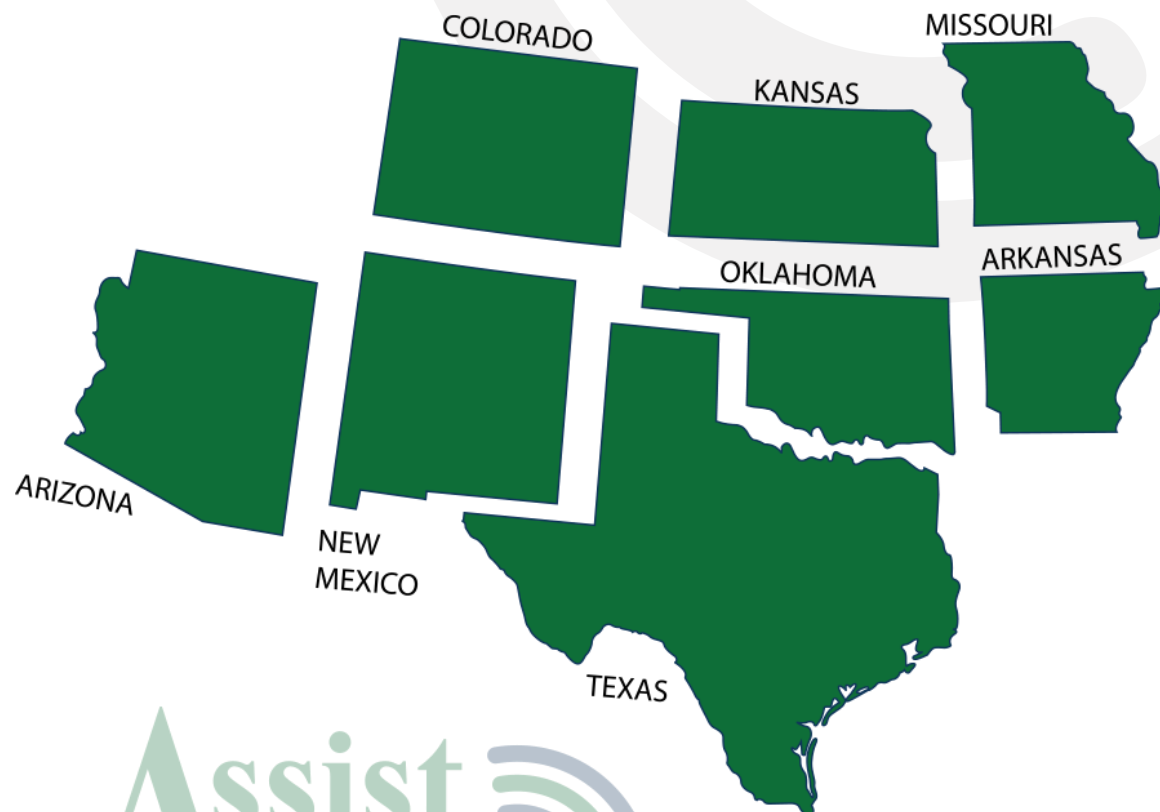 COLORADO
MISSOURI
KANSAS
OKLAHOMA
ARKANSAS
ARIZONA
NEW
MEXICO
TEXAS
Assist